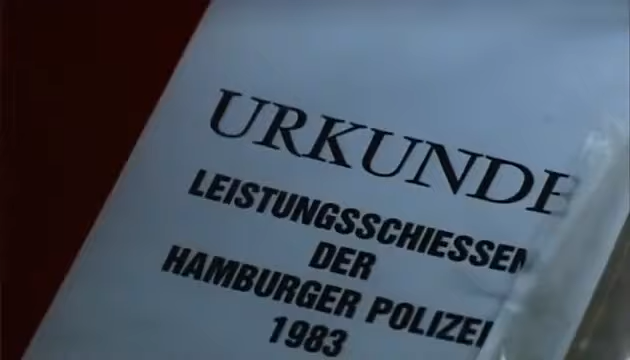 URKUNDE
LEISTUNGSSCHIESSEN
DER
HAMBURGER POLIZEI
1983